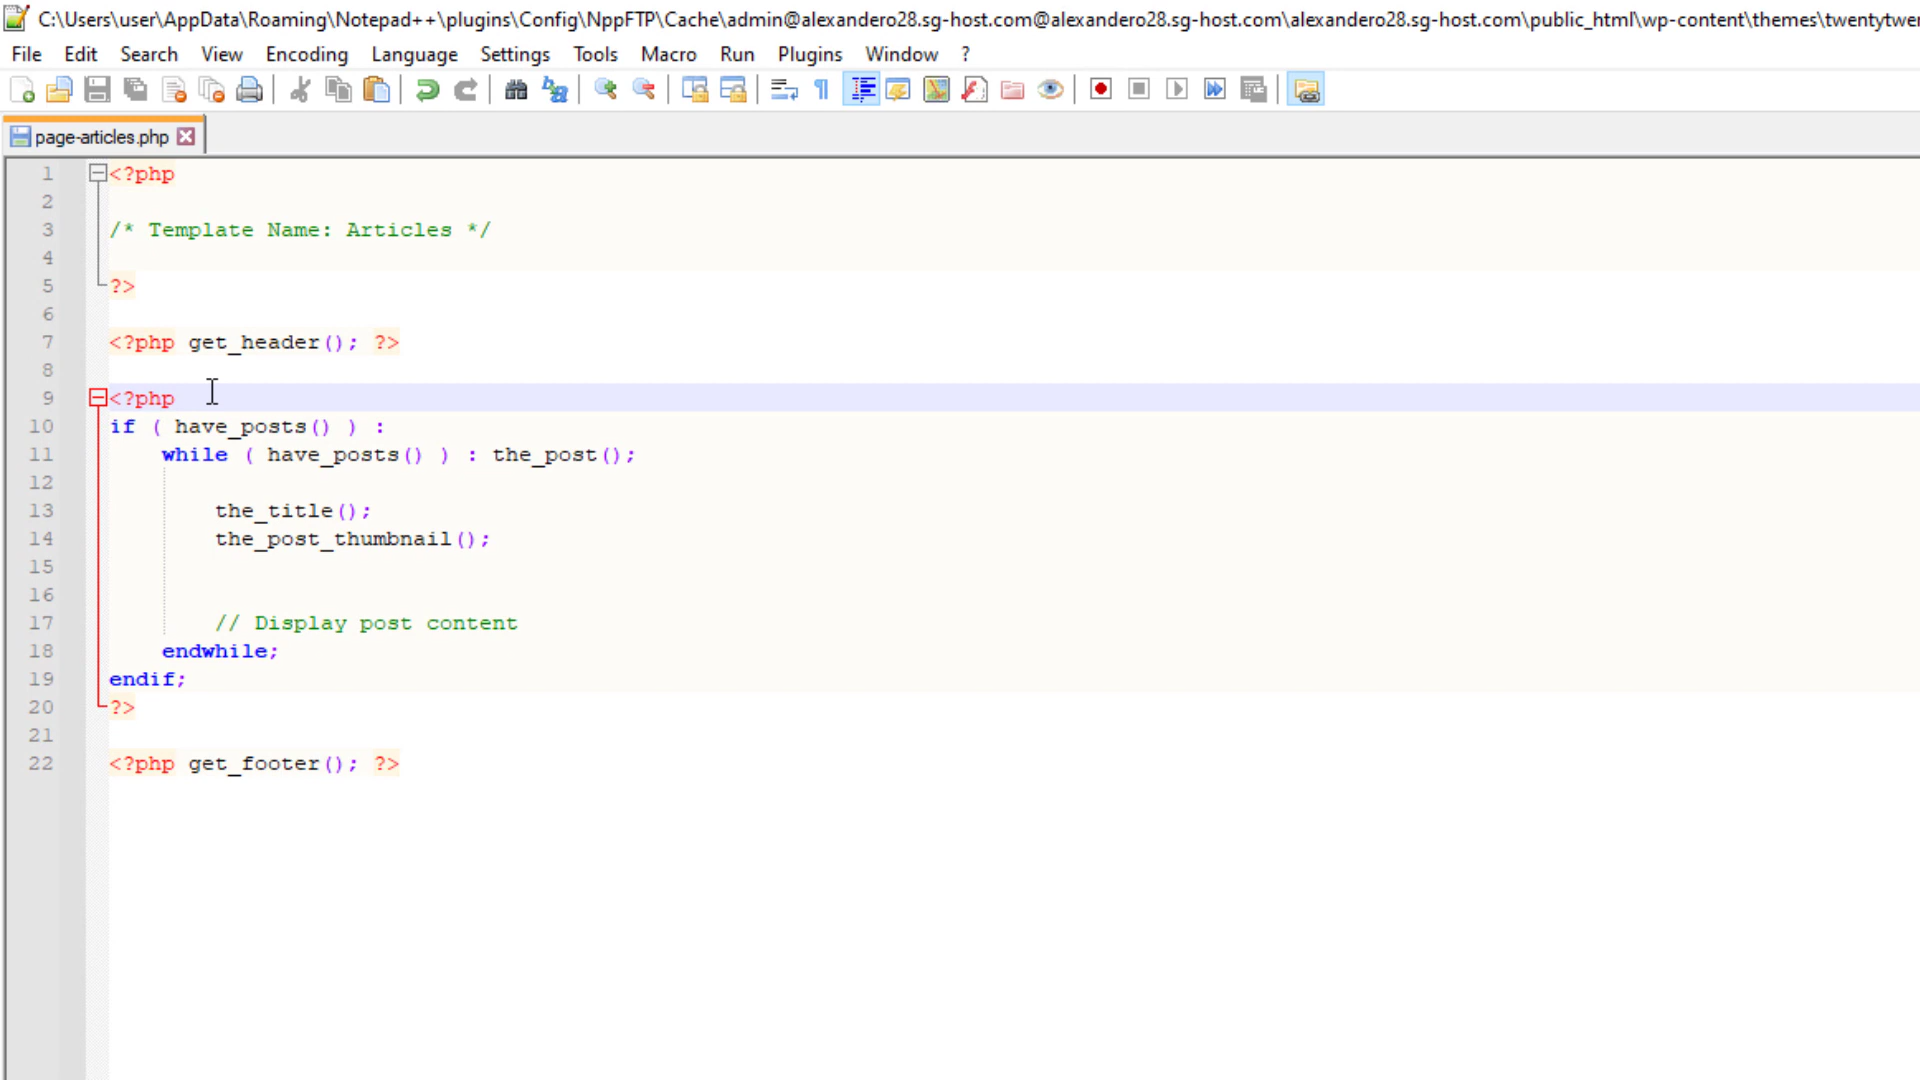 C:\Users\user\AppData\Roaming\Notepad++\plugins\Config\NppFTP\Cache\admin@alexandero28.sg-host.com@alexandero28.sg-host.com\alexandero28.sg-host.com\public_html\wp-content\themes\twentytwe
File Edit Search View Encoding Language Settings Tools Macro Run Plugins Window ?
page-articles.php
1 <?php
2
3 /* Template Name: Articles */
4
5 ?>
6
7 <?php get_header(); ?>
8
9 <?php
10 if ( have_posts() ) :
11 while ( have_posts() ) : the_post();
12
13 the_title();
14 the_post_thumbnail();
15
16
17 // Display post content
18 endwhile;
19 endif;
20 ?>
21
22 <?php get_footer(); ?>